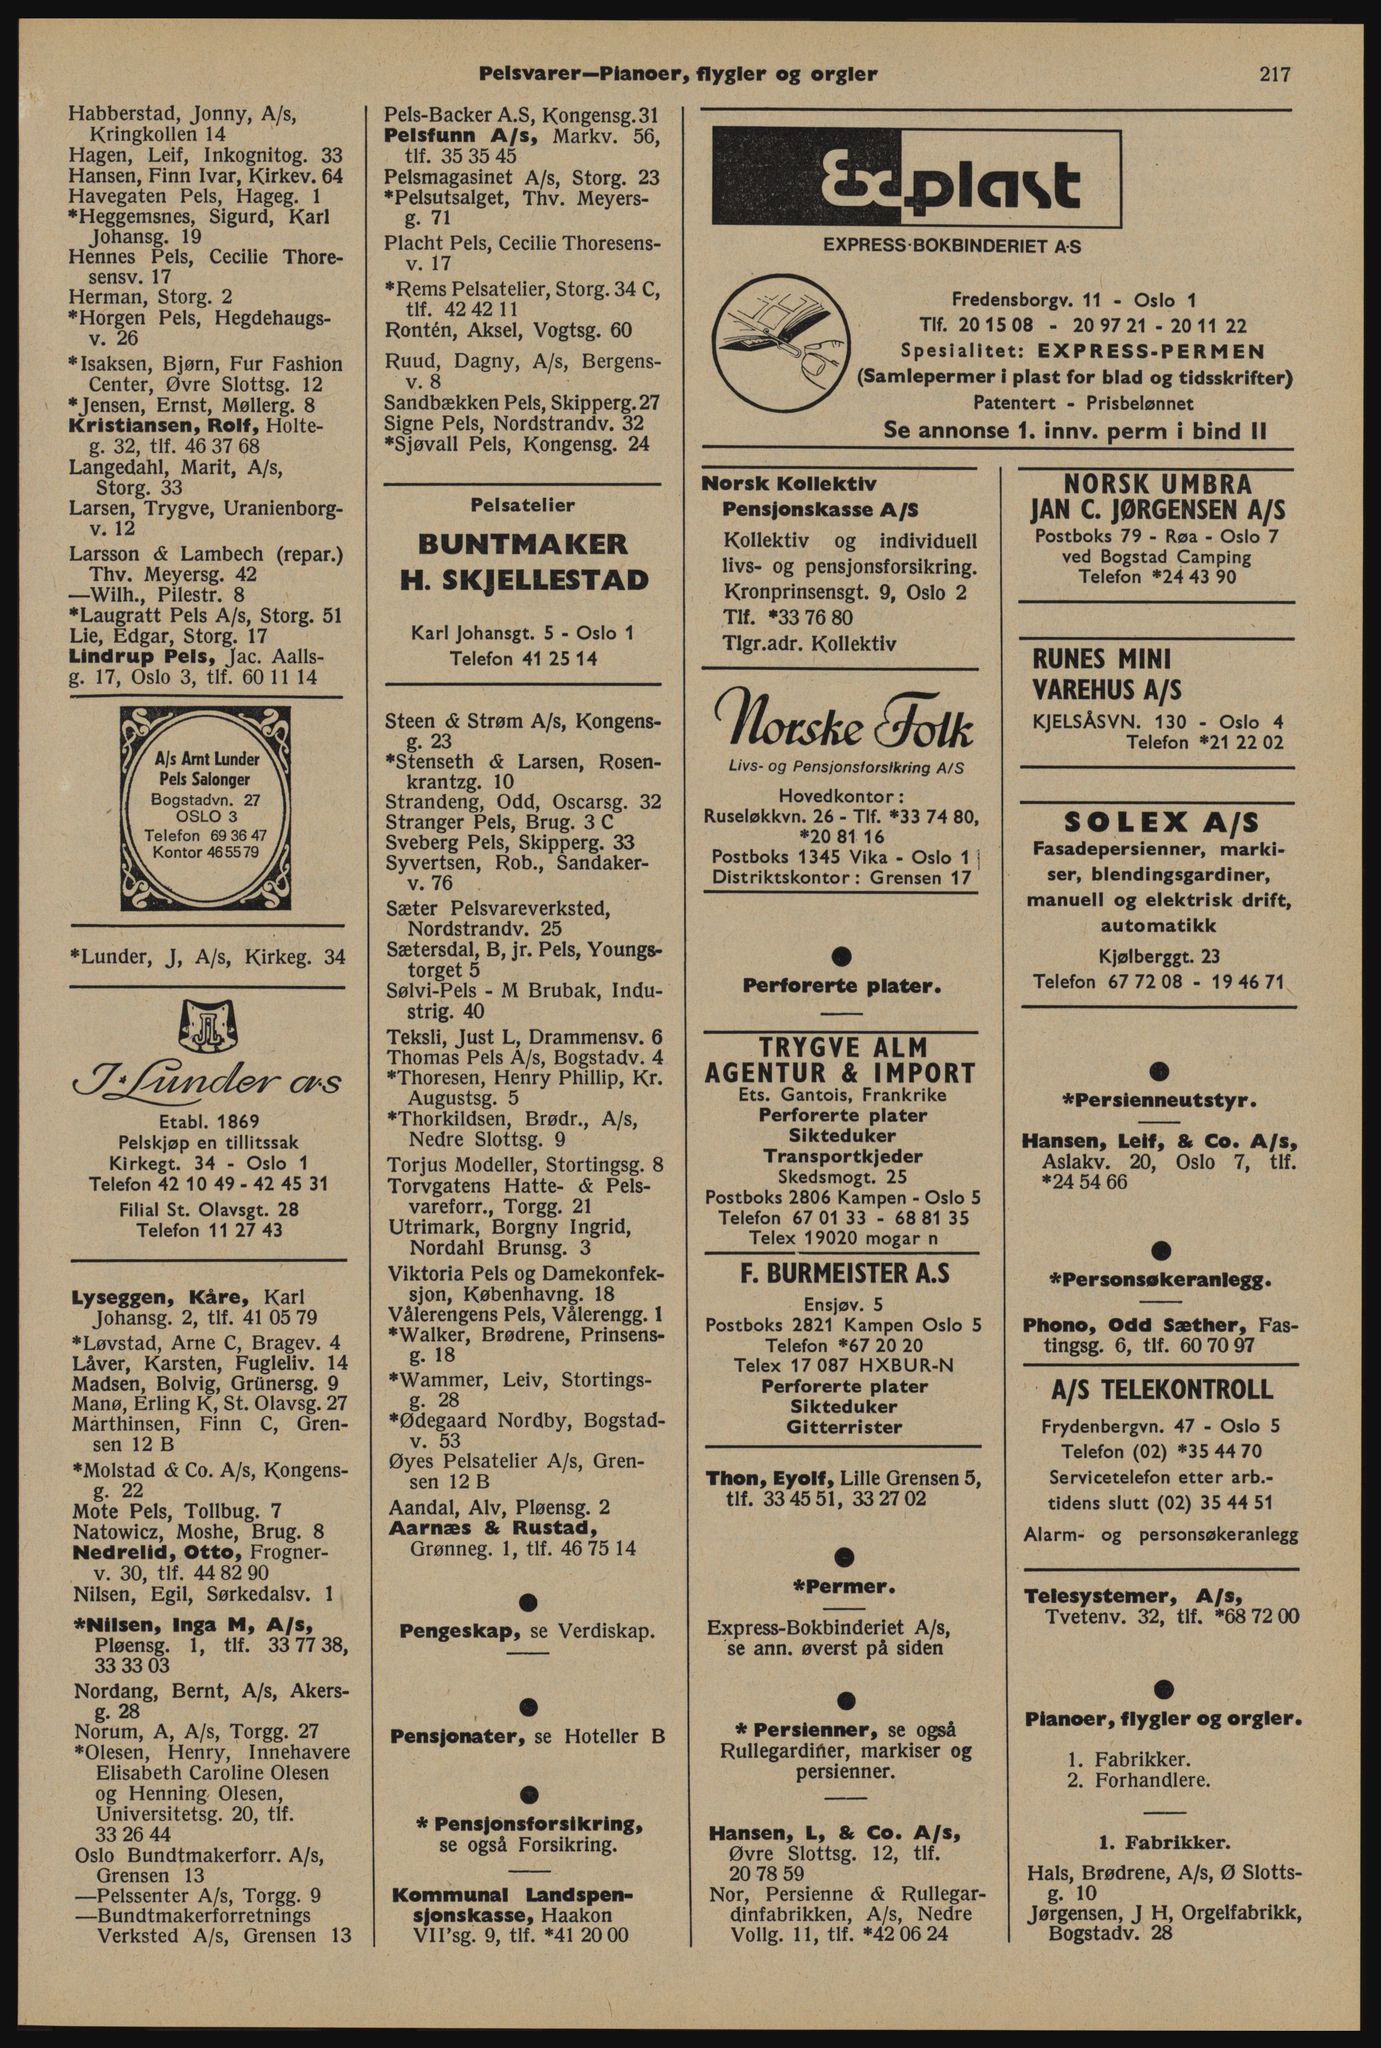 Pelsvarer—Pianoer, flygler og orgler
217
Habberstad, Jonny, A/s,
Kringkollen 14
Hagen, Leif, Inkognitog. 33
Hansen, Finn Ivar, Kirkev. 64
Havegaten Pels, Hageg. 1
*Heggemsnes, Sigurd, Karl
Johansg. 19
Hennes Pels, Cecilie Thore-
sensv. 17
Herman, Storg. 2
*Horgen Pels, Hegdehaugs-
v. 26
*Isaksen, Bjørn, Fur Fashion
Center, Øvre Slottsg. 12
*Jensen, Ernst, Møllerg. 8
Kristiansen, Rolf, Holte-
g. 32, tlf. 46 37 68
Langedahl, Marit, A/s,
Storg. 33
Larsen, Trygve, Uranienborg-
v. 12
Larsson & Lambech (repar.)
Thv. Meyersg. 42
—Wilh., Pilestr. 8
*Laugratt Pels A/s, Storg. 51
Lie, Edgar, Storg. 17
Lindrup Pels, Jac. Aalls-
g. 17, Oslo 3, tlf. 60 11 14
A/s Arnt Lunder
Pels Salonger
Bogstadvn. 27
OSLO 3
Telefon 69 36 47
Kontor 46 55 79
*Lunder, J, A/s, Kirkeg. 34
JL
J. Lunder a·s
Etabl. 1869
Pelskjøp en tillitssak
Kirkegt. 34 - Oslo 1
Telefon 42 10 49 - 42 45 31
Filial St. Olavsgt. 28
Telefon 11 27 43
Lyseggen, Kåre, Karl
Johansg. 2, tlf. 41 05 79
*Løvstad, Arne C, Bragev. 4
Låver, Karsten, Fugleliv. 14
Madsen, Bolvig, Grünersg. 9
Manø, Erling K, St. Olavsg. 27
Marthinsen, Finn C, Gren-
sen 12 B
*Molstad & Co. A/s, Kongens-
g. 22
Mote Pels, Tollbug. 7
Natowicz, Moshe, Brug. 8
Nedrelid, Otto, Frogner-
v. 30, tlf. 44 82 90
Nilsen, Egil, Sørkedalsv. 1
*Nilsen, Inga M, A/s,
Pløensg. 1, tlf. 33 77 38,
33 33 03
Nordang, Bernt, A/s, Akers-
g. 28
Norum, A, A/s, Torgg. 27
*Olesen, Henry, Innehavere
Elisabeth Caroline Olesen
og Henning Olesen,
Universitetsg. 20, tlf.
33 26 44
Oslo Bundtmakerforr. A/s,
Grensen 13
—Pelssenter A/s, Torgg. 9
—Bundtmakerforretnings
Verksted A/s, Grensen 13
Pels-Backer A.S, Kongensg. 31
Pelsfunn A/s, Markv. 56,
tlf. 35 35 45
Pelsmagasinet A/s, Storg. 23
*Pelsutsalget, Thv. Meyers-
g. 71
Placht Pels, Cecilie Thoresens-
v. 17
*Rems Pelsatelier, Storg. 34 C,
tlf. 42 42 11
Rontén, Aksel, Vogtsg. 60
Ruud, Dagny, A/s, Bergens-
v. 8
Sandbækken Pels, Skipperg. 27
Signe Pels, Nordstrandv. 32
*Sjøvall Pels, Kongensg. 24
Pelsatelier
BUNTMAKER
H. SKJELLESTAD
Karl Johansgt. 5 - Oslo 1
Telefon 41 25 14
Steen & Strøm A/s, Kongens-
g. 23
*Stenseth & Larsen, Rosen-
krantzg. 10
Strandeng, Odd, Oscarsg. 32
Stranger Pels, Brug. 3 C
Sveberg Pels, Skipperg. 33
Syvertsen, Rob., Sandaker-
v. 76
Sæter Pelsvareverksted,
Nordstrandv. 25
Sætersdal, B, jr. Pels, Youngs-
torget 5
Sølvi-Pels - M Brubak, Indu-
strig. 40
Teksli, Just L, Drammensv. 6
Thomas Pels A/s, Bogstadv. 4
*Thoresen, Henry Phillip, Kr.
Augustsg. 5
*Thorkildsen, Brødr., A/s,
Nedre Slottsg. 9
Torjus Modeller, Stortingsg. 8
Torvgatens Hatte- & Pels-
vareforr., Torgg. 21
Utrimark, Borgny Ingrid,
Nordahl Brunsg. 3
Viktoria Pels og Damekonfek-
sjon, Københavng. 18
Vålerengens Pels, Vålerengg. 1
*Walker, Brødrene, Prinsens-
g. 18
*Wammer, Leiv, Stortings-
g. 28
*Ødegaard Nordby, Bogstad-
v. 53
Øyes Pelsatelier A/s, Gren-
sen 12 B
Aandal, Alv, Pløensg. 2
Aarnæs & Rustad,
Grønneg. 1, tlf. 46 75 14
Pengeskap, se Verdiskap.
Pensjonater, se Hoteller B
* Pensjonsforsikring,
se også Forsikring.
Kommunal Landspen-
sjonskasse, Haakon
VII'sg. 9, tlf. *41 20 00
Explast
EXPRESS·BOKBINDERIET A·S
Fredensborgv. 11 - Oslo 1
Tlf. 20 15 08 - 20 97 21 - 20 11 22
Spesialitet: EXPRESS-PERMEN
(Samlepermer i plast for blad og tidsskrifter)
Patentert - Prisbelønnet
Se annonse 1. innv. perm i bind II
Norsk Kollektiv
Pensjonskasse A/S
Kollektiv og individuell
livs- og pensjonsforsikring.
Kronprinsensgt. 9, Oslo 2
Tlf. *33 76 80
Tlgr.adr. Kollektiv
Norske Folk
Livs- og Pensjonsforsikring A/S
Hovedkontor:
Ruseløkkvn. 26 - Tlf. *33 74 80,
*20 81 16
Postboks 1345 Vika - Oslo 1
Distriktskontor: Grensen 17
Perforerte plater.
TRYGVE ALM
AGENTUR & IMPORT
Ets. Gantois, Frankrike
Perforerte plater
Sikteduker
Transportkjeder
Skedsmogt. 25
Postboks 2806 Kampen - Oslo 5
Telefon 67 01 33 - 68 81 35
Telex 19020 mogar n
F. BURMEISTER A.S
Ensjøv. 5
Postboks 2821 Kampen Oslo 5
Telefon *67 20 20
Telex 17 087 HXBUR-N
Perforerte plater
Sikteduker
Gitterrister
Thon, Eyolf, Lille Grensen 5,
tlf. 33 45 51, 33 27 02
*Permer.
Express-Bokbinderiet A/s,
se ann. øverst på siden
* Persienner, se også
Rullegardiner, markiser og
persienner.
Hansen, L, & Co. A/s,
Øvre Slottsg. 12, tlf.
20 78 59
Nor, Persienne & Rullegar-
dinfabrikken, A/s, Nedre
Vollg. 11, tlf. *42 06 24
NORSK UMBRA
JAN C. JØRGENSEN A/S
Postboks 79 - Røa - Oslo 7
ved Bogstad Camping
Telefon *24 43 90
RUNES MINI
VAREHUS A/S
KJELSÅSVN. 130 - Oslo 4
Telefon *21 22 02
SOLEX A/S
Fasadepersienner, marki-
ser, blendingsgardiner,
manuell og elektrisk drift,
automatikk
Kjølberggt. 23
Telefon 67 72 08 - 19 46 71
*Persienneutstyr.
Hansen, Leif, & Co. A/s,
Aslakv. 20, Oslo 7, tlf.
*24 54 66
*Personsøkeranlegg.
Phono, Odd Sæther, Fas-
tingsg. 6, tlf. 60 70 97
A/S TELEKONTROLL
Frydenbergvn. 47 - Oslo 5
Telefon (02) *35 44 70
Servicetelefon etter arb.-
tidens slutt (02) 35 44 51
Alarm- og personsøkeranlegg
Telesystemer, A/s,
Tvetenv. 32, tlf. *68 72 00
Pianoer, flygler og orgler.
1. Fabrikker.
2. Forhandlere.
1. Fabrikker.
Hals, Brødrene, A/s, Ø Slotts-
g. 10
Jørgensen, J H, Orgelfabrikk,
Bogstadv. 28